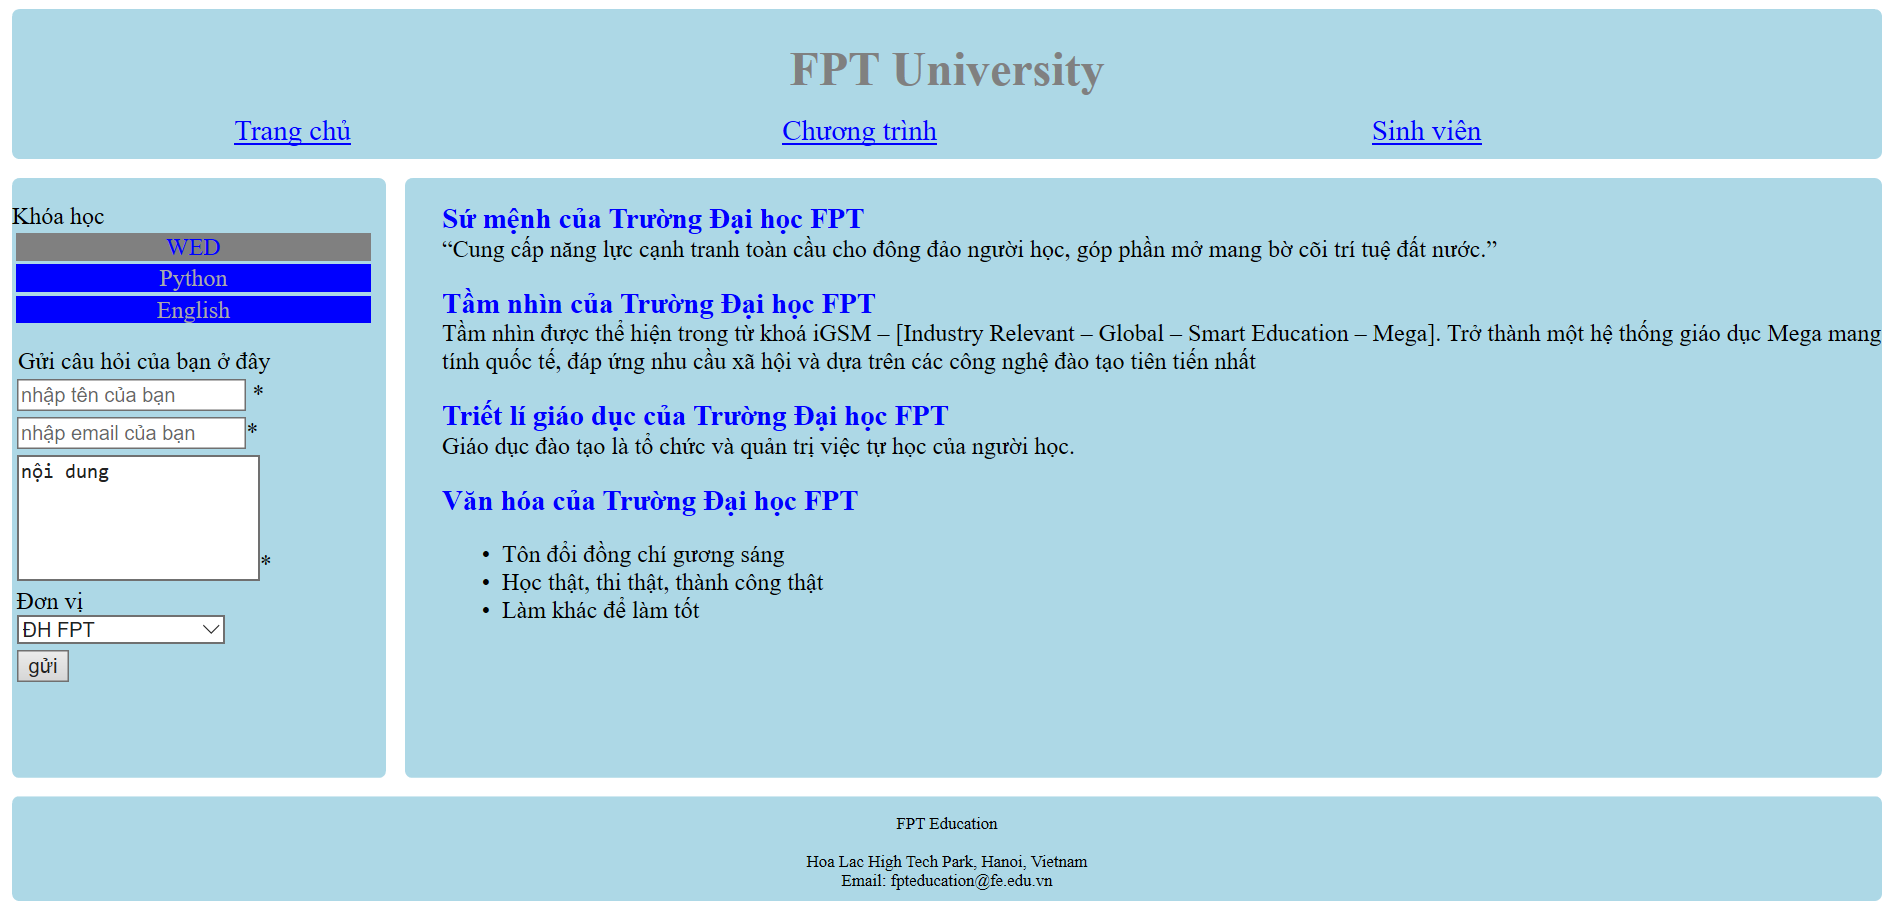 FPT University
Trang chủ
Chương trình
Sinh viên
Khóa học
WED
Python
English
Gửi câu hỏi của bạn ở đây
nhập tên của bạn *
nhập email của bạn*
nội dung
*
Đơn vị
ĐH FPT
gửi
Sứ mệnh của Trường Đại học FPT
“Cung cấp năng lực cạnh tranh toàn cầu cho đông đảo người học, góp phần mở mang bờ cõi trí tuệ đất nước.”
Tầm nhìn của Trường Đại học FPT
Tầm nhìn được thể hiện trong từ khoá iGSM – [Industry Relevant – Global – Smart Education – Mega]. Trở thành một hệ thống giáo dục Mega mang
tính quốc tế, đáp ứng nhu cầu xã hội và dựa trên các công nghệ đào tạo tiên tiến nhất
Triết lí giáo dục của Trường Đại học FPT
Giáo dục đào tạo là tổ chức và quản trị việc tự học của người học.
Văn hóa của Trường Đại học FPT
• Tôn đổi đồng chí gương sáng
• Học thật, thi thật, thành công thật
• Làm khác để làm tốt
FPT Education
Hoa Lac High Tech Park, Hanoi, Vietnam
Email: fpteducation@fe.edu.vn